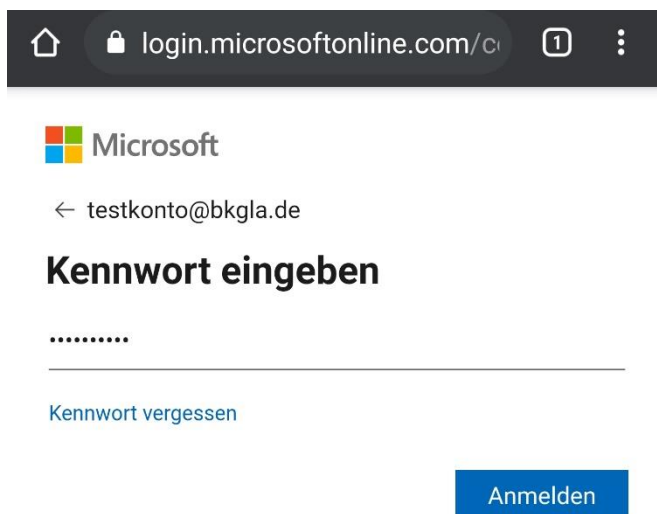 login.microsoftonline.com/c
1
Microsoft
← testkonto@bkgla.de
Kennwort eingeben
••••••••••
Kennwort vergessen
Anmelden